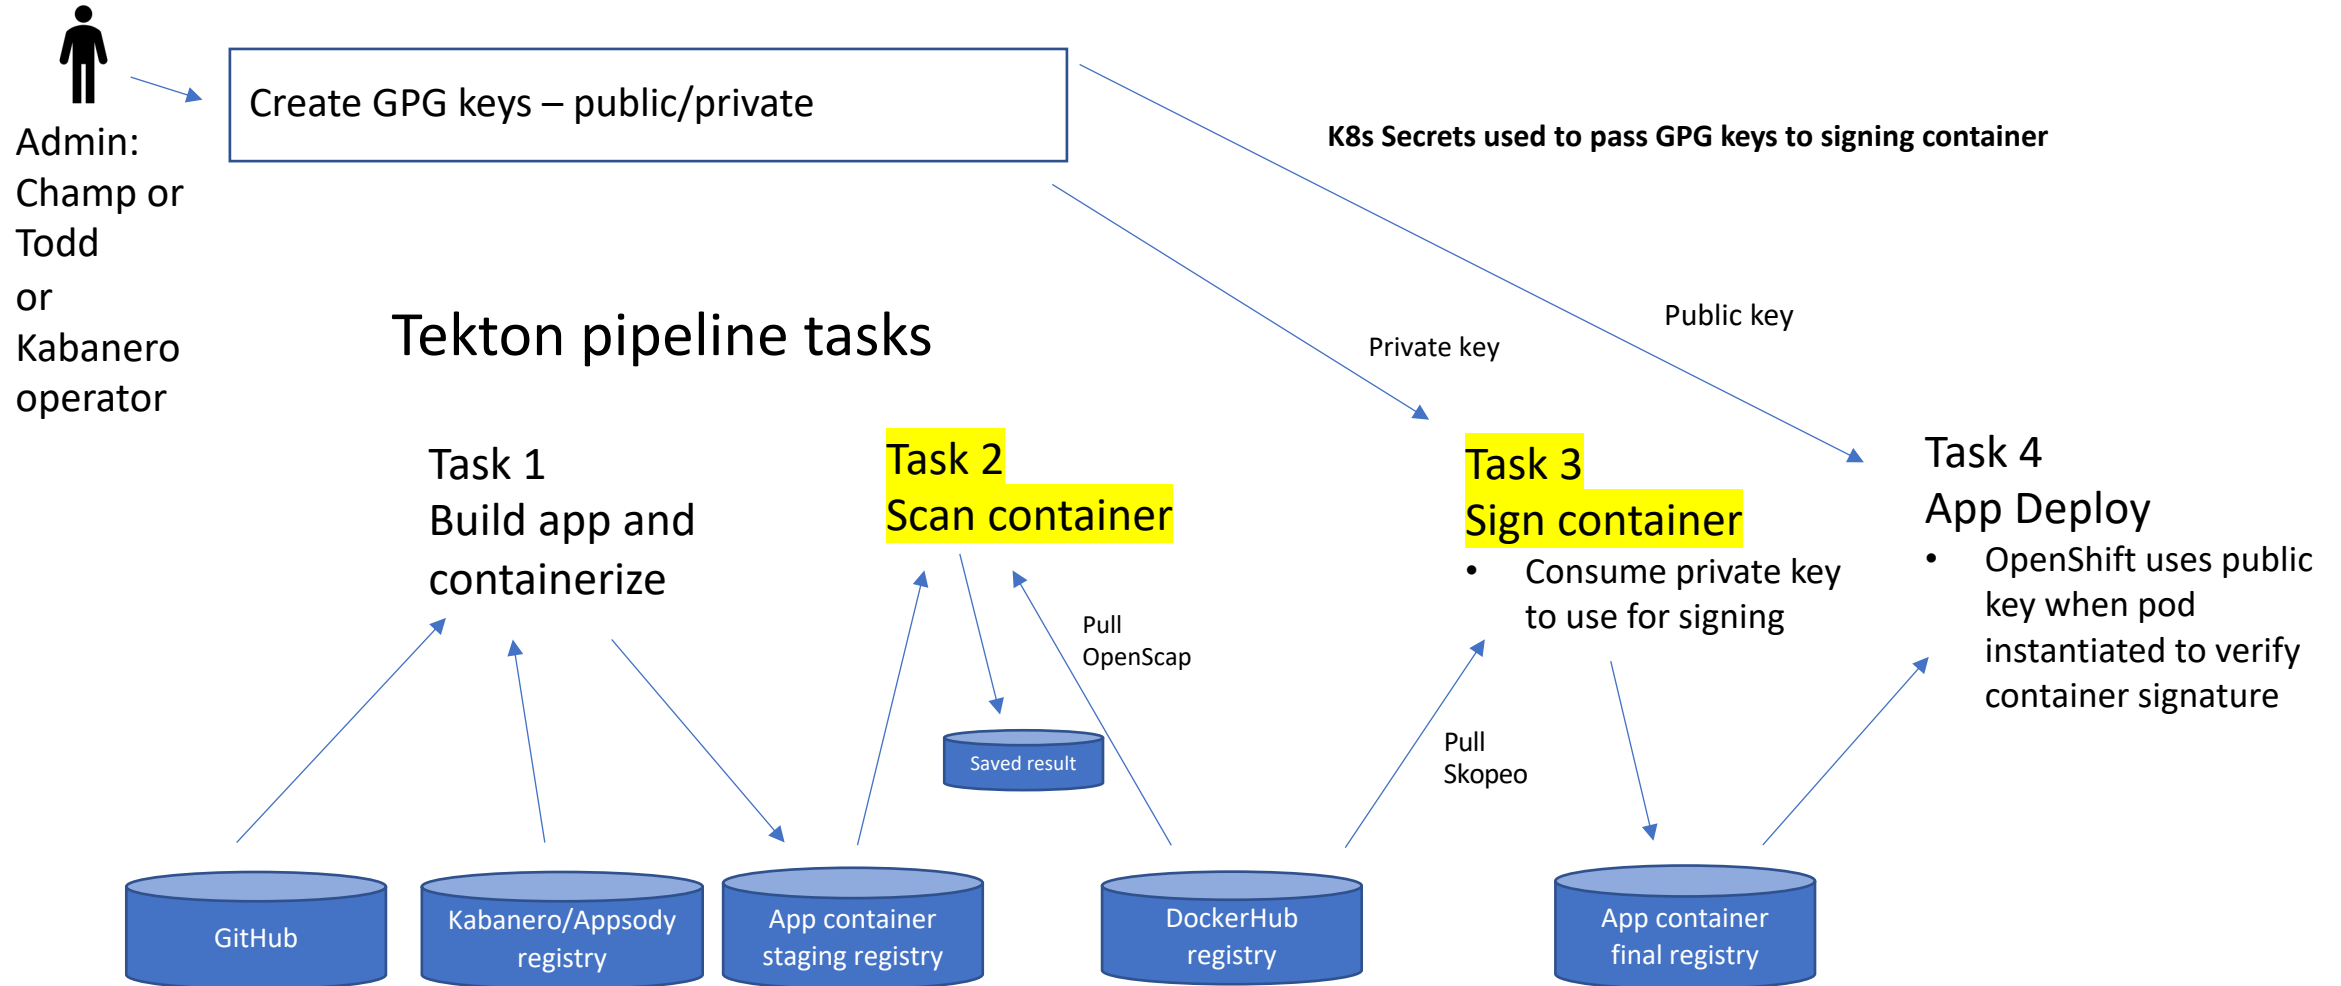 Create GPG keys – public/private
Admin:
Champ or
Todd
or
Kabanero
operator
K8s Secrets used to pass GPG keys to signing container
Public key
Private key
Tekton pipeline tasks
Task 1
Build app and
containerize
Task 2
Scan container
Task 3
Sign container
• Consume private key
to use for signing
Task 4
App Deploy
• OpenShift uses public
key when pod
instantiated to verify
container signature
Pull
OpenScap
Saved result
Pull
Skopeo
GitHub
Kabanero/Appsody
registry
App container
staging registry
DockerHub
registry
App container
final registry